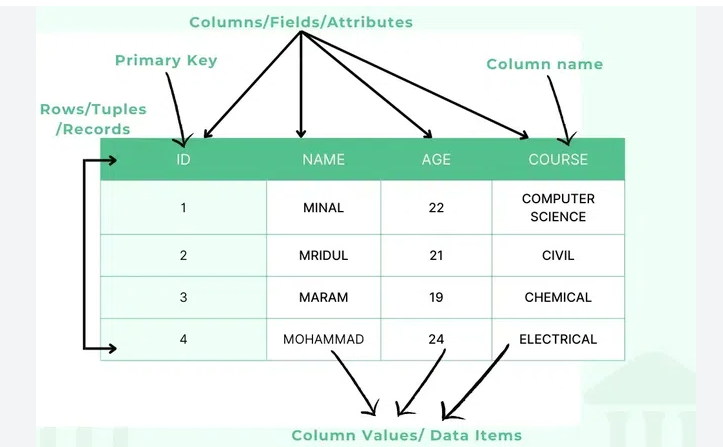 Columns/Fields/Attributes
Primary Key
Column name
Rows/Tuples
/Records
ID NAME AGE COURSE
1 MINAL 22 COMPUTER
SCIENCE
2 MRIDUL 21 CIVIL
3 MARAM 19 CHEMICAL
4 MOHAMMAD 24 ELECTRICAL
Column Values/ Data Items